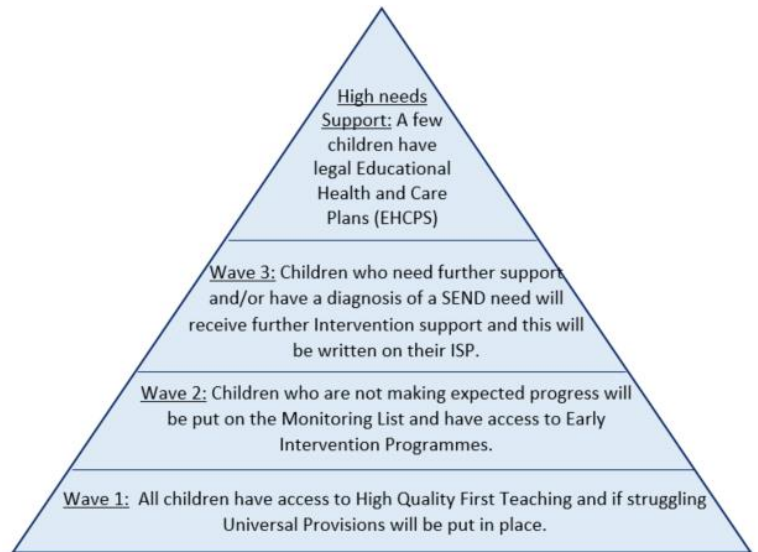 High needs
Support: A few
children have
legal Educational
Health and Care
Plans (EHCPS)
Wave 3: Children who need further support
and/or have a diagnosis of a SEND need will
receive further Intervention support and this will
be written on their ISP.
Wave 2: Children who are not making expected progress will
be put on the Monitoring List and have access to Early
Intervention Programmes.
Wave 1:  All children have access to High Quality First Teaching and if struggling
Universal Provisions will be put in place.